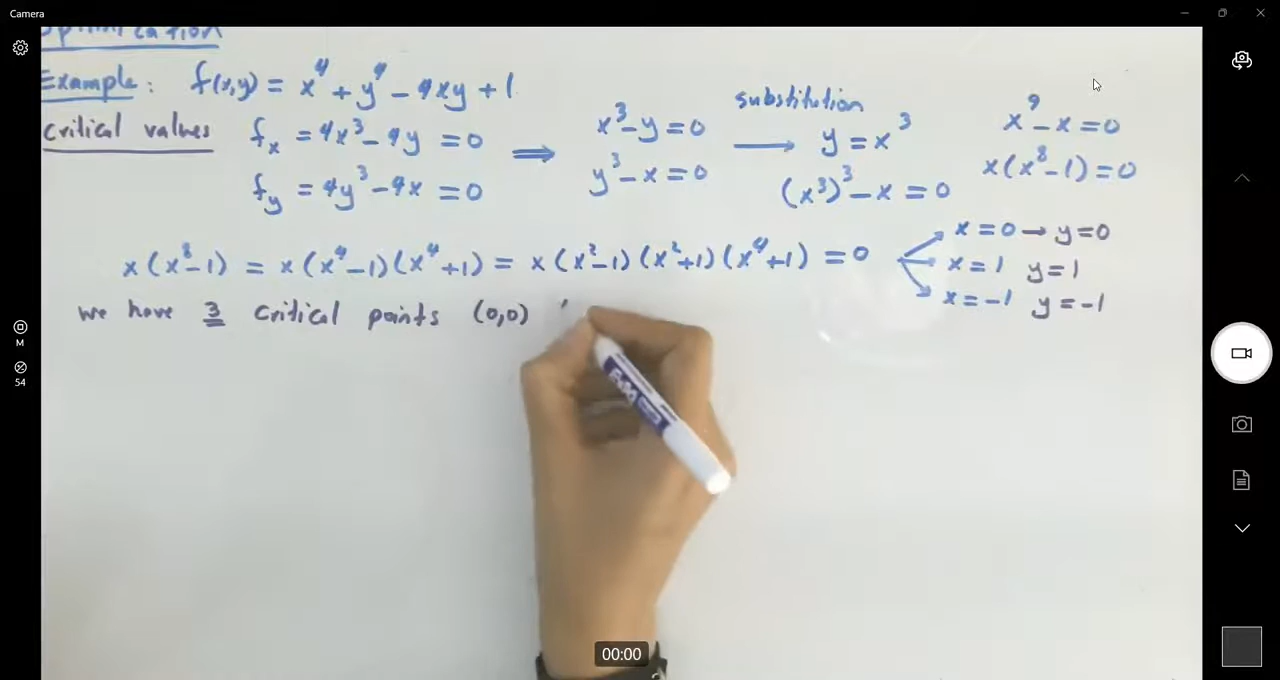 Camera
Optimization
Example: f(x,y) = x⁴ + y⁴ - 4xy + 1
critical values
fₓ = 4x³ - 4y = 0
f_y = 4y³ - 4x = 0
⟹
x³ - y = 0
y³ - x = 0
substitution
→ y = x³
(x³)³ - x = 0
x⁹ - x = 0
x(x⁸ - 1) = 0
x(x⁸-1) = x(x⁴-1)(x⁴+1) = x(x²-1)(x²+1)(x⁴+1) = 0
x = 0 → y = 0
x = 1 y = 1
x = -1 y = -1
we have 3 critical points (0,0) (
EXPO
M
54
00:00